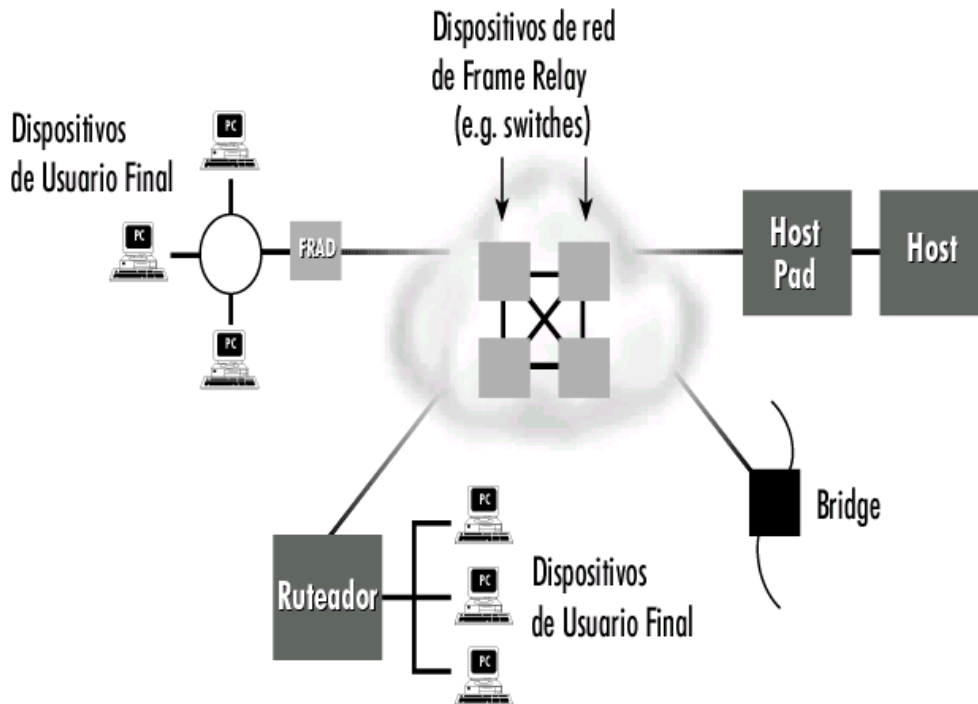 Dispositivos de red
de Frame Relay
(e.g. switches)
Dispositivos
de Usuario Final
PC
PC
PC
FRAD
Host
Pad
Host
Bridge
Ruteador
PC
PC
PC
Dispositivos
de Usuario Final